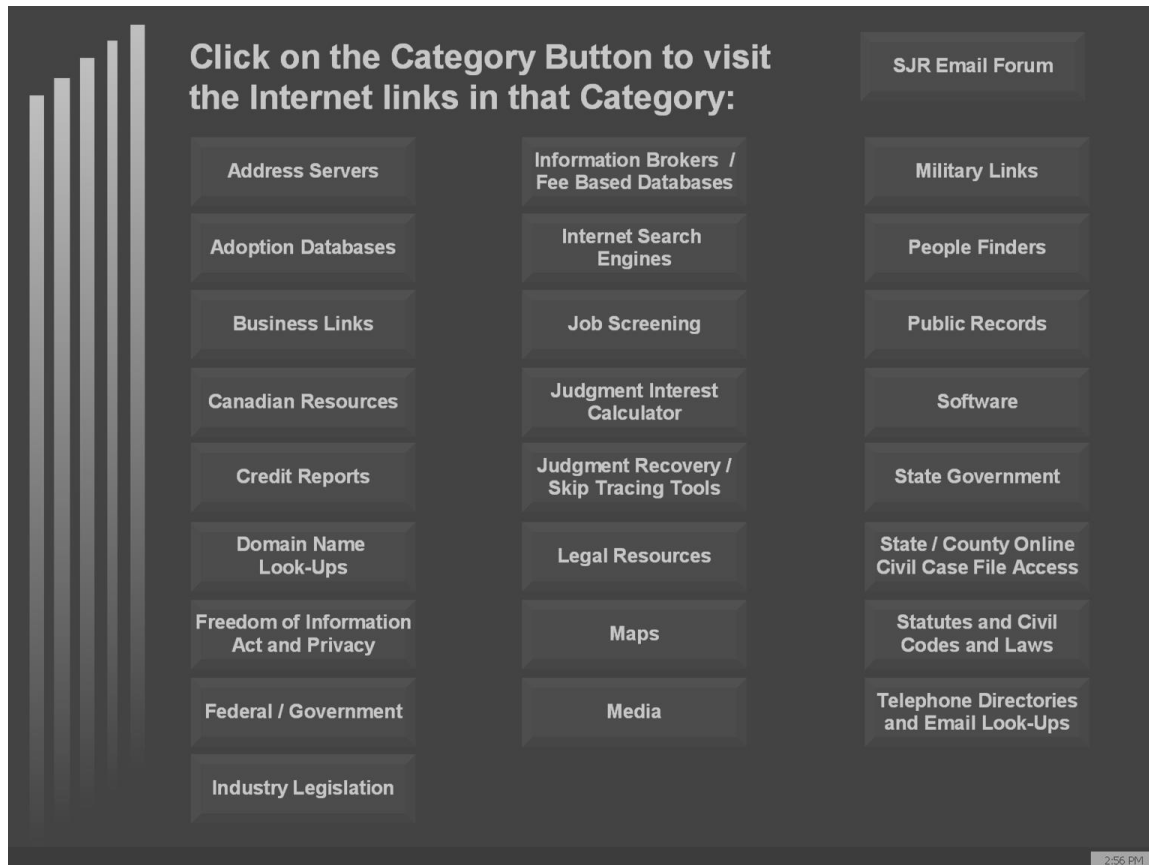 Click on the Category Button to visit
the Internet links in that Category:
SJR Email Forum
Address Servers
Adoption Databases
Business Links
Canadian Resources
Credit Reports
Domain Name
Look-Ups
Freedom of Information
Act and Privacy
Federal / Government
Industry Legislation
Information Brokers /
Fee Based Databases
Internet Search
Engines
Job Screening
Judgment Interest
Calculator
Judgment Recovery /
Skip Tracing Tools
Legal Resources
Maps
Media
Military Links
People Finders
Public Records
Software
State Government
State / County Online
Civil Case File Access
Statutes and Civil
Codes and Laws
Telephone Directories
and Email Look-Ups
2:56 PM